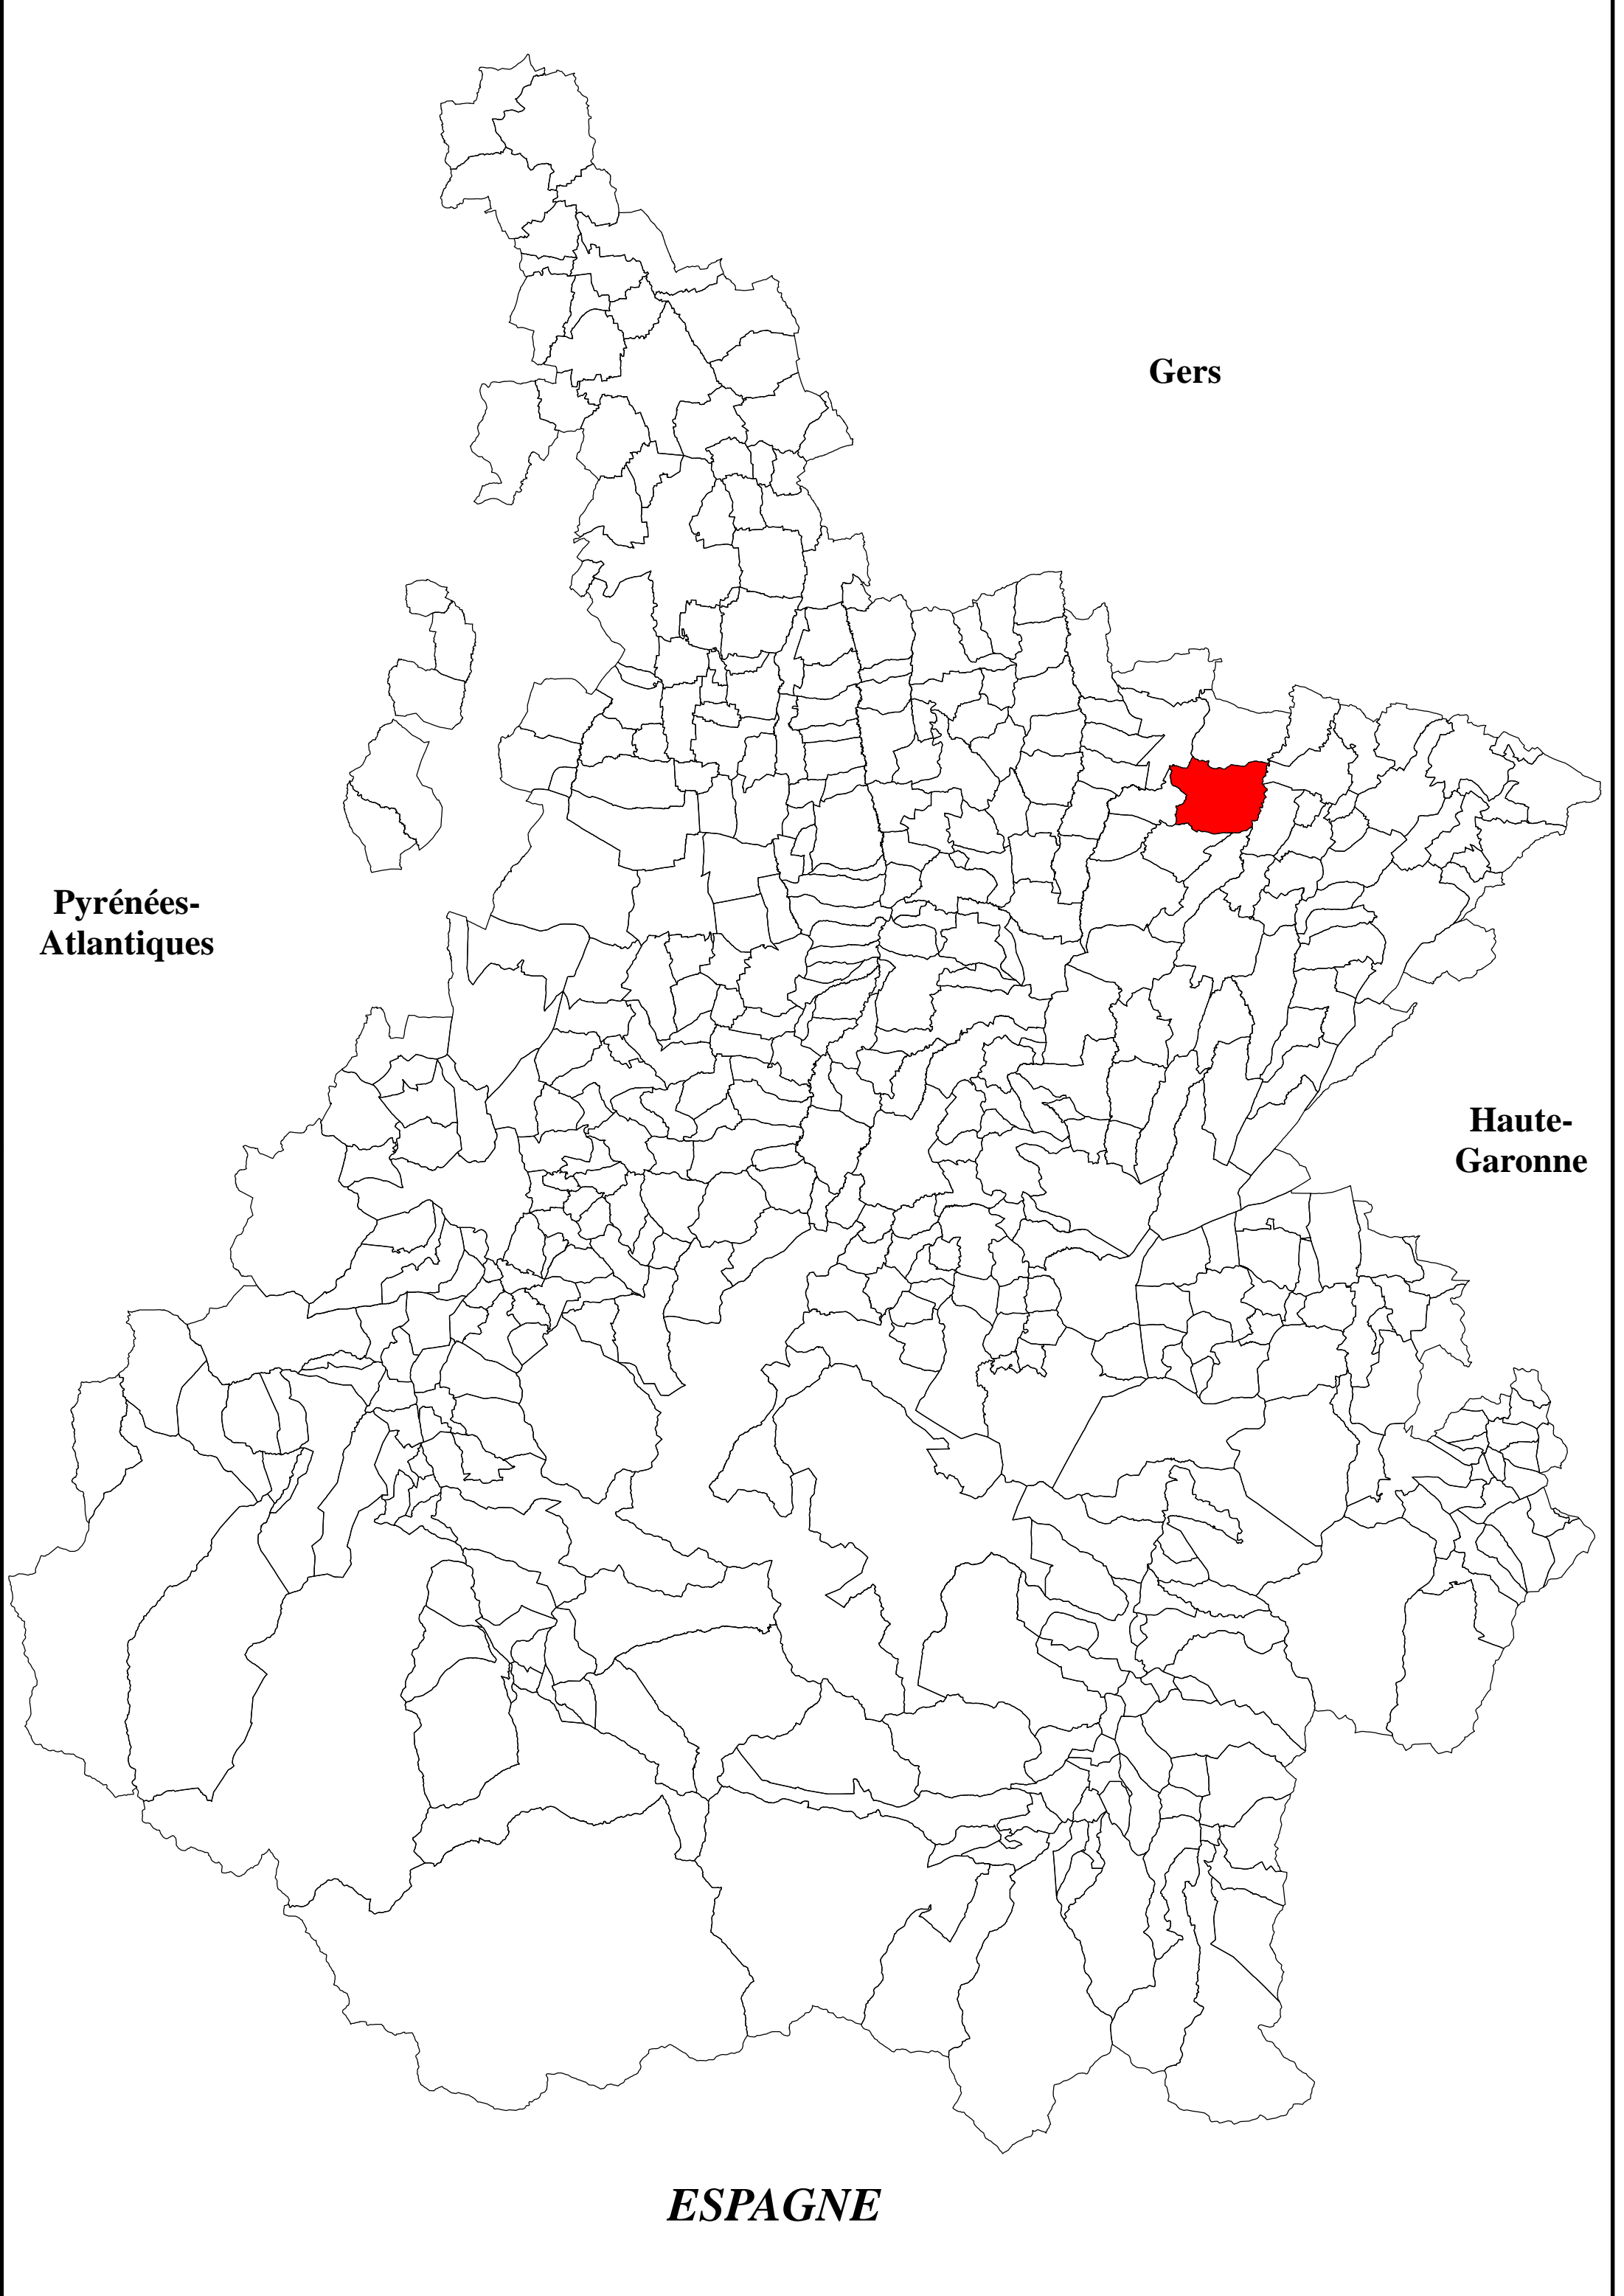 Gers
Pyrénées-
Atlantiques
Haute-
Garonne
ESPAGNE